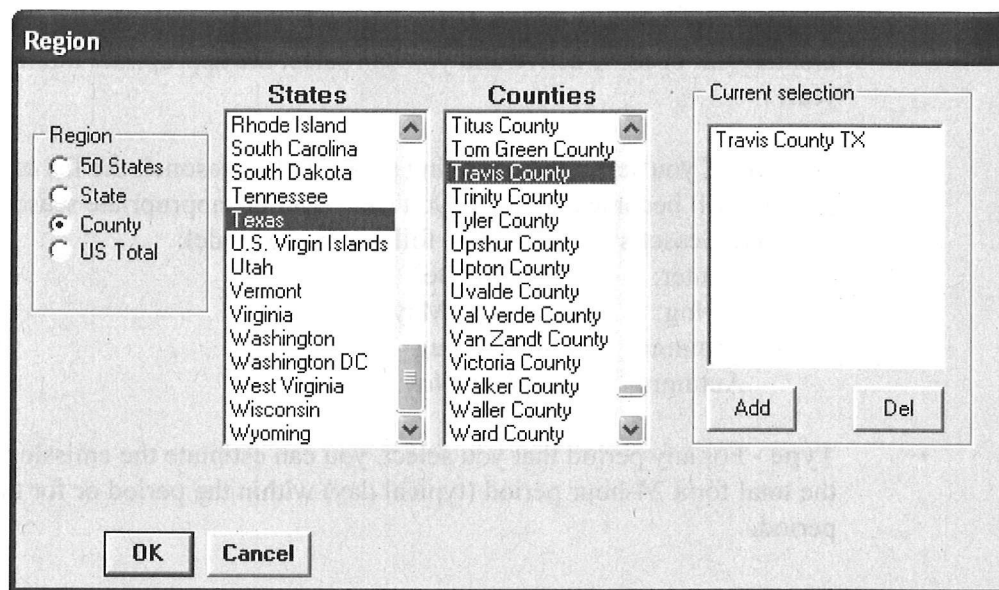 Region
Region
50 States
State
County
US Total
States
Rhode Island
South Carolina
South Dakota
Tennessee
Texas
U.S. Virgin Islands
Utah
Vermont
Virginia
Washington
Washington DC
West Virginia
Wisconsin
Wyoming
Counties
Titus County
Tom Green County
Travis County
Trinity County
Tyler County
Upshur County
Upton County
Uvalde County
Val Verde County
Van Zandt County
Victoria County
Walker County
Waller County
Ward County
Current selection
Travis County TX
Add
Del
OK
Cancel